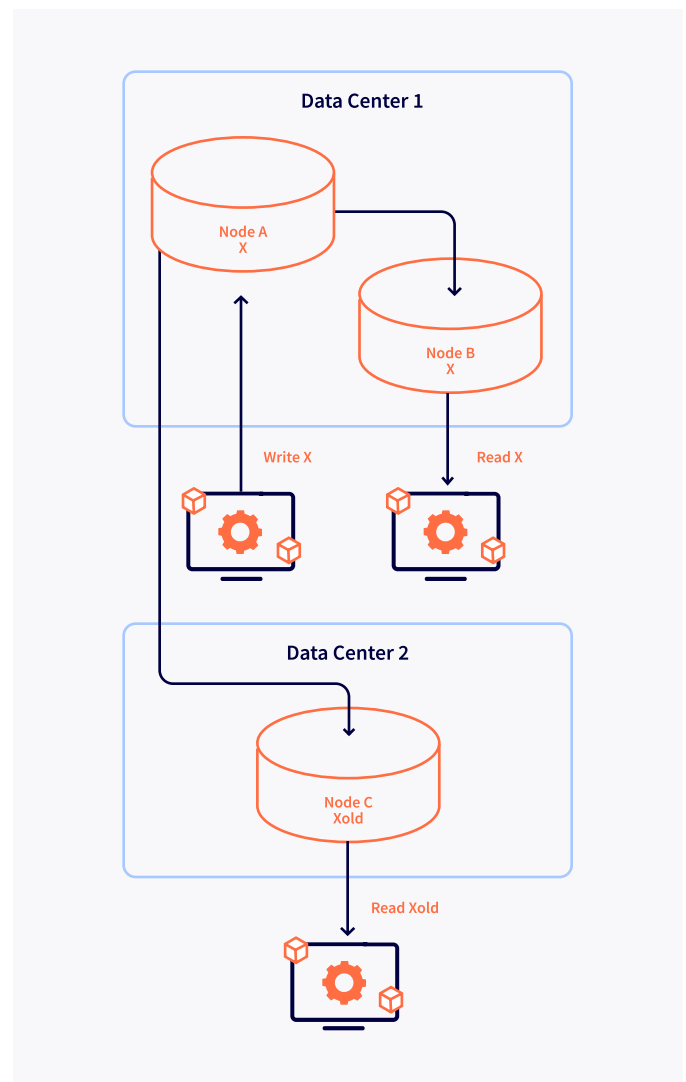 Data Center 1
Node A
X
Node B
X
Write X
Read X
Data Center 2
Node C
Xold
Read Xold